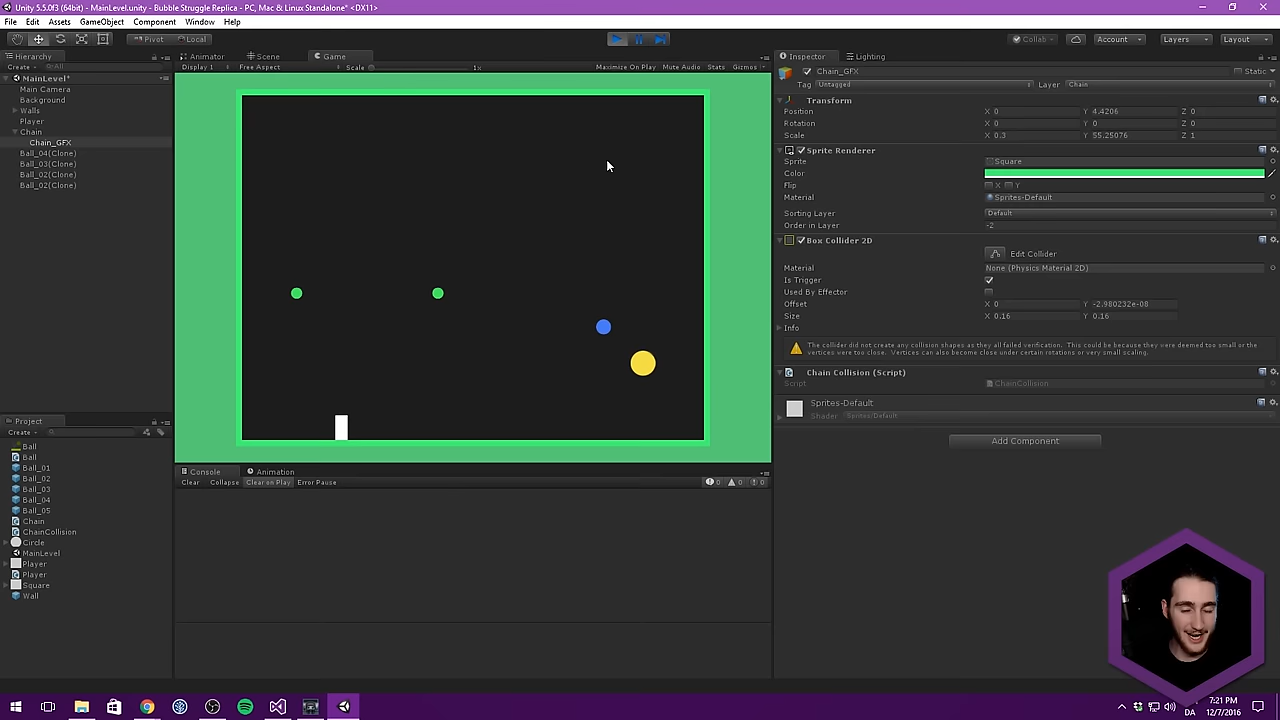 Unity 5.5.0f3 (64bit) - MainLevel.unity - Bubble Struggle Replica - PC, Mac & Linux Standalone* <DX11>
File Edit Assets GameObject Component Window Help
Pivot Local Collab Account Layers Layout
Hierarchy
Create All
MainLevel*
Main Camera
Background
Walls
Player
Chain
Chain_GFX
Ball_04(Clone)
Ball_03(Clone)
Ball_02(Clone)
Ball_02(Clone)
Animator Scene Game
Display 1 Free Aspect Scale 1x Maximize On Play Mute Audio Stats Gizmos
Inspector Lighting
Chain_GFX Static
Tag Untagged Layer Chain
Transform
Position X 0 Y 4.4206 Z 0
Rotation X 0 Y 0 Z 0
Scale X 0.3 Y 55.25076 Z 1
Sprite Renderer
Sprite Square
Color
Flip X Y
Material Sprites-Default
Sorting Layer Default
Order in Layer -2
Box Collider 2D
Edit Collider
Material None (Physics Material 2D)
Is Trigger
Used By Effector
Offset X 0 Y -2.980232e-08
Size X 0.16 Y 0.16
Info
The collider did not create any collision shapes as they all failed verification. This could be because they were deemed too small or the
vertices were too close. Vertices can also become close under certain rotations or very small scaling.
Chain Collision (Script)
Script ChainCollision
Sprites-Default
Shader Sprites/Default
Add Component
Project
Create
Ball
Ball
Ball_01
Ball_02
Ball_03
Ball_04
Ball_05
Chain
ChainCollision
Circle
MainLevel
Player
Player
Square
Wall
Console Animation
Clear Collapse Clear on Play Error Pause 0 0 0
7:21 PM
DA 12/7/2016